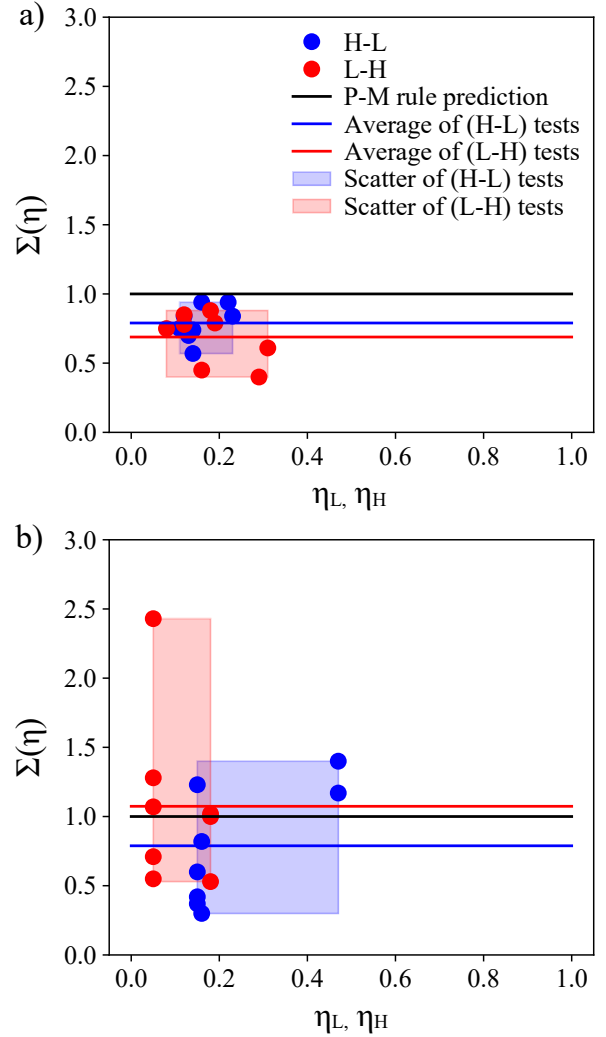 a)
3.0
H-L
L-H
P-M rule prediction
Average of (H-L) tests
Average of (L-H) tests
Scatter of (H-L) tests
Scatter of (L-H) tests
2.5
2.0
1.5
1.0
0.5
0.0
Σ(η)
0.0 0.2 0.4 0.6 0.8 1.0
ηL, ηH
b)
3.0
2.5
2.0
1.5
1.0
0.5
0.0
Σ(η)
0.0 0.2 0.4 0.6 0.8 1.0
ηL, ηH